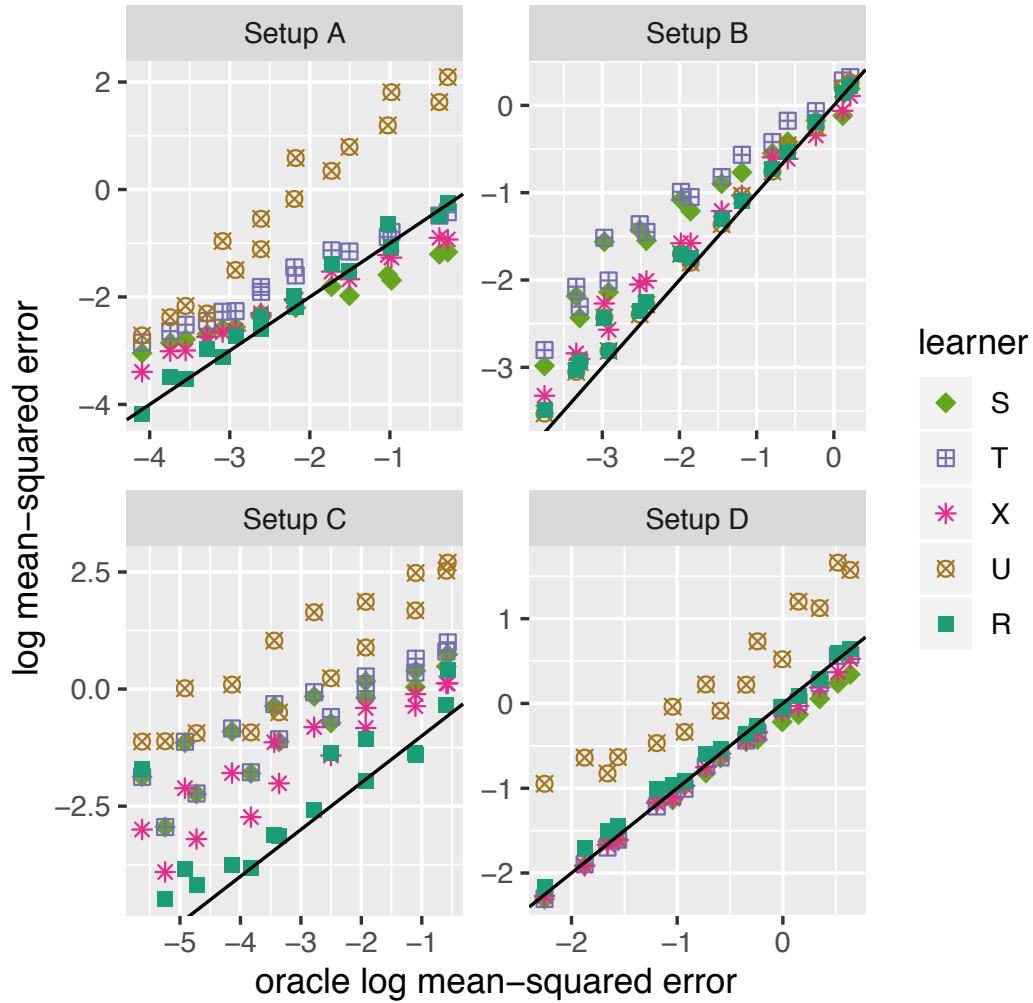 Setup A
Setup B
2
0
−2
−4
−4
−3
−2
−1
0
−1
−2
−3
−3
−2
−1
0
Setup C
Setup D
2.5
0.0
−2.5
−5
−4
−3
−2
−1
1
0
−1
−2
−2
−1
0
log mean−squared error
oracle log mean−squared error
learner
S
T
X
U
R